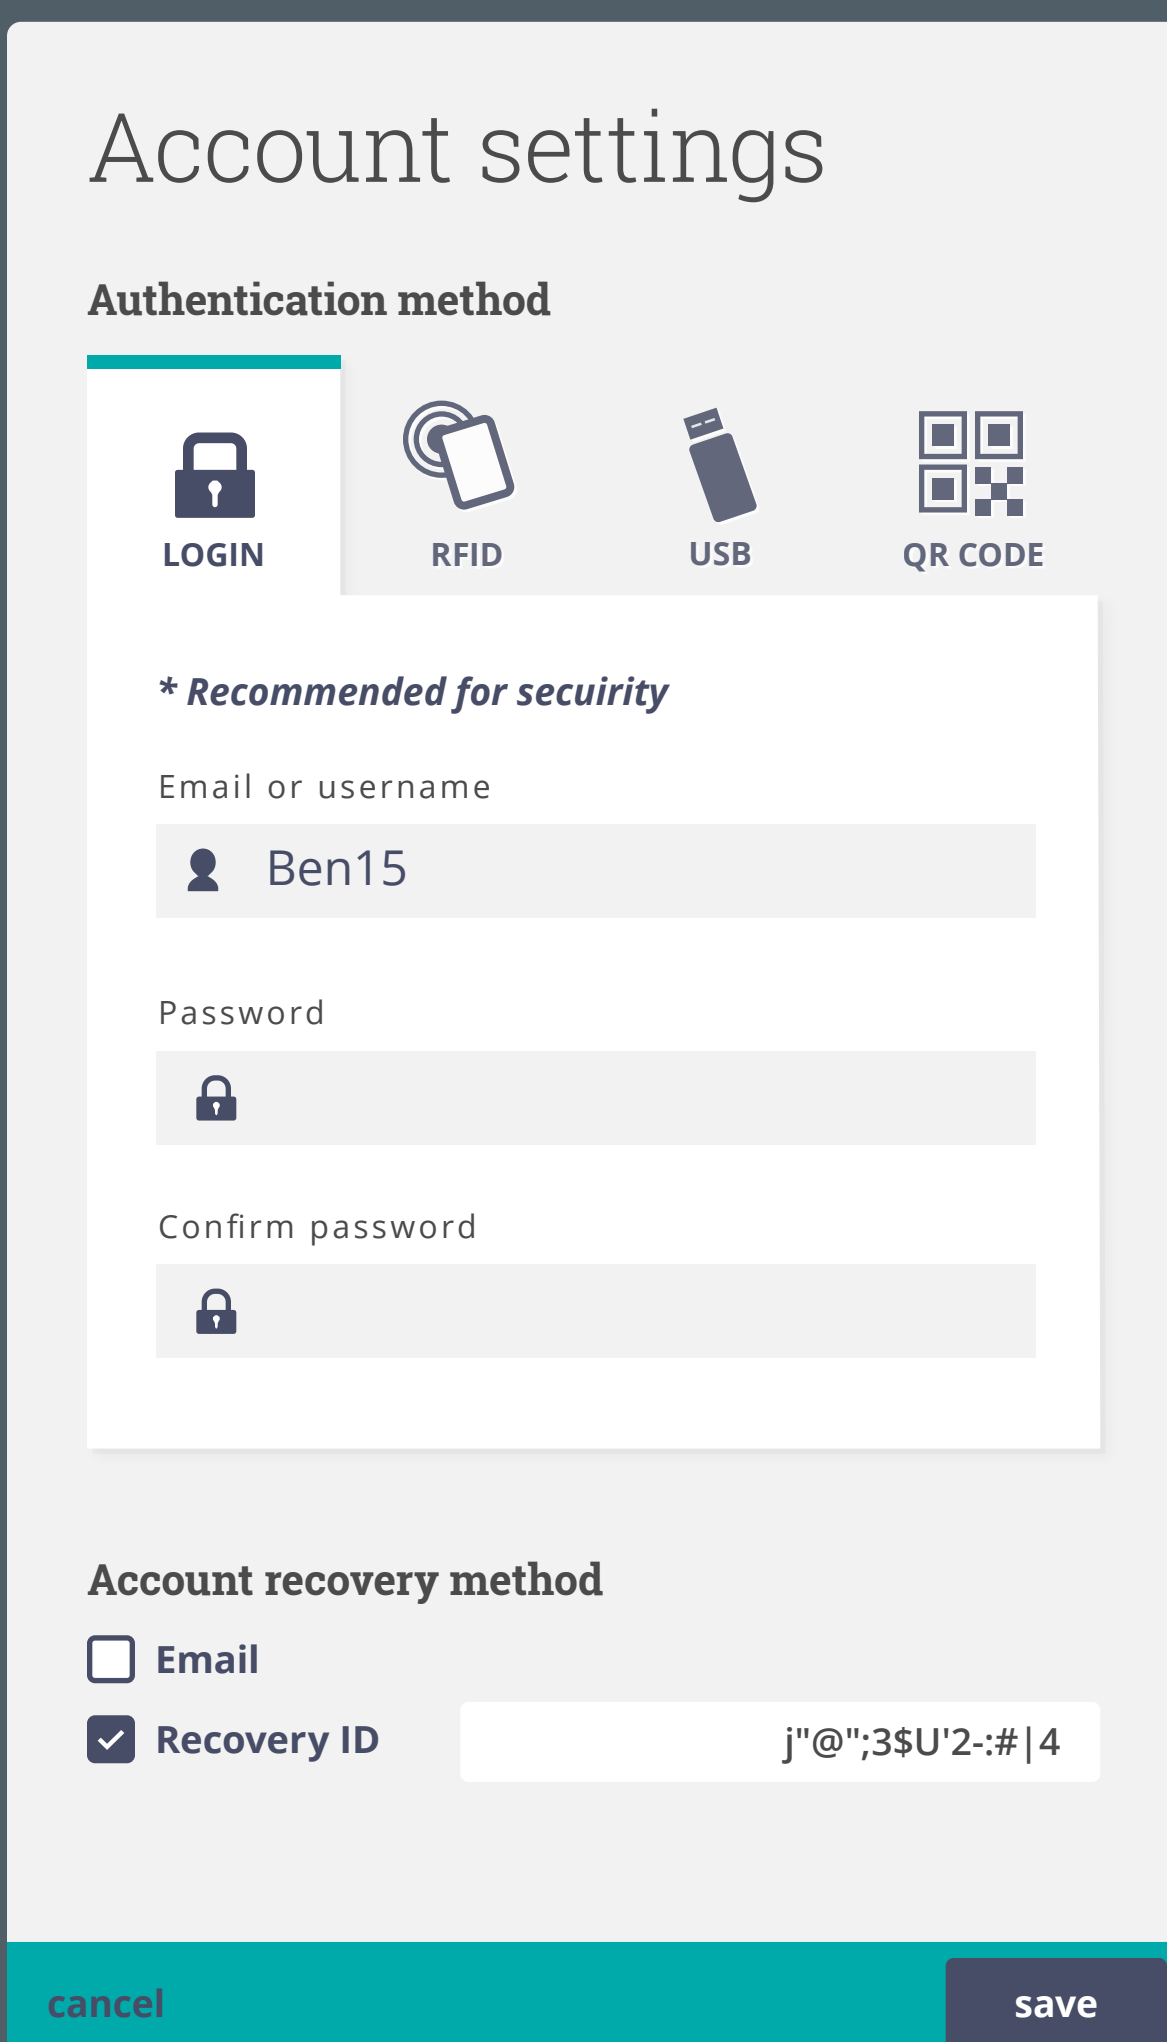 Account settings
Authentication method
LOGIN
RFID
USB
QR CODE
* Recommended for secuirity
Email or username
Ben15
Password
Confirm password
Account recovery method
Email
Recovery ID
j"@";3$U'2-:#|4
cancel
save